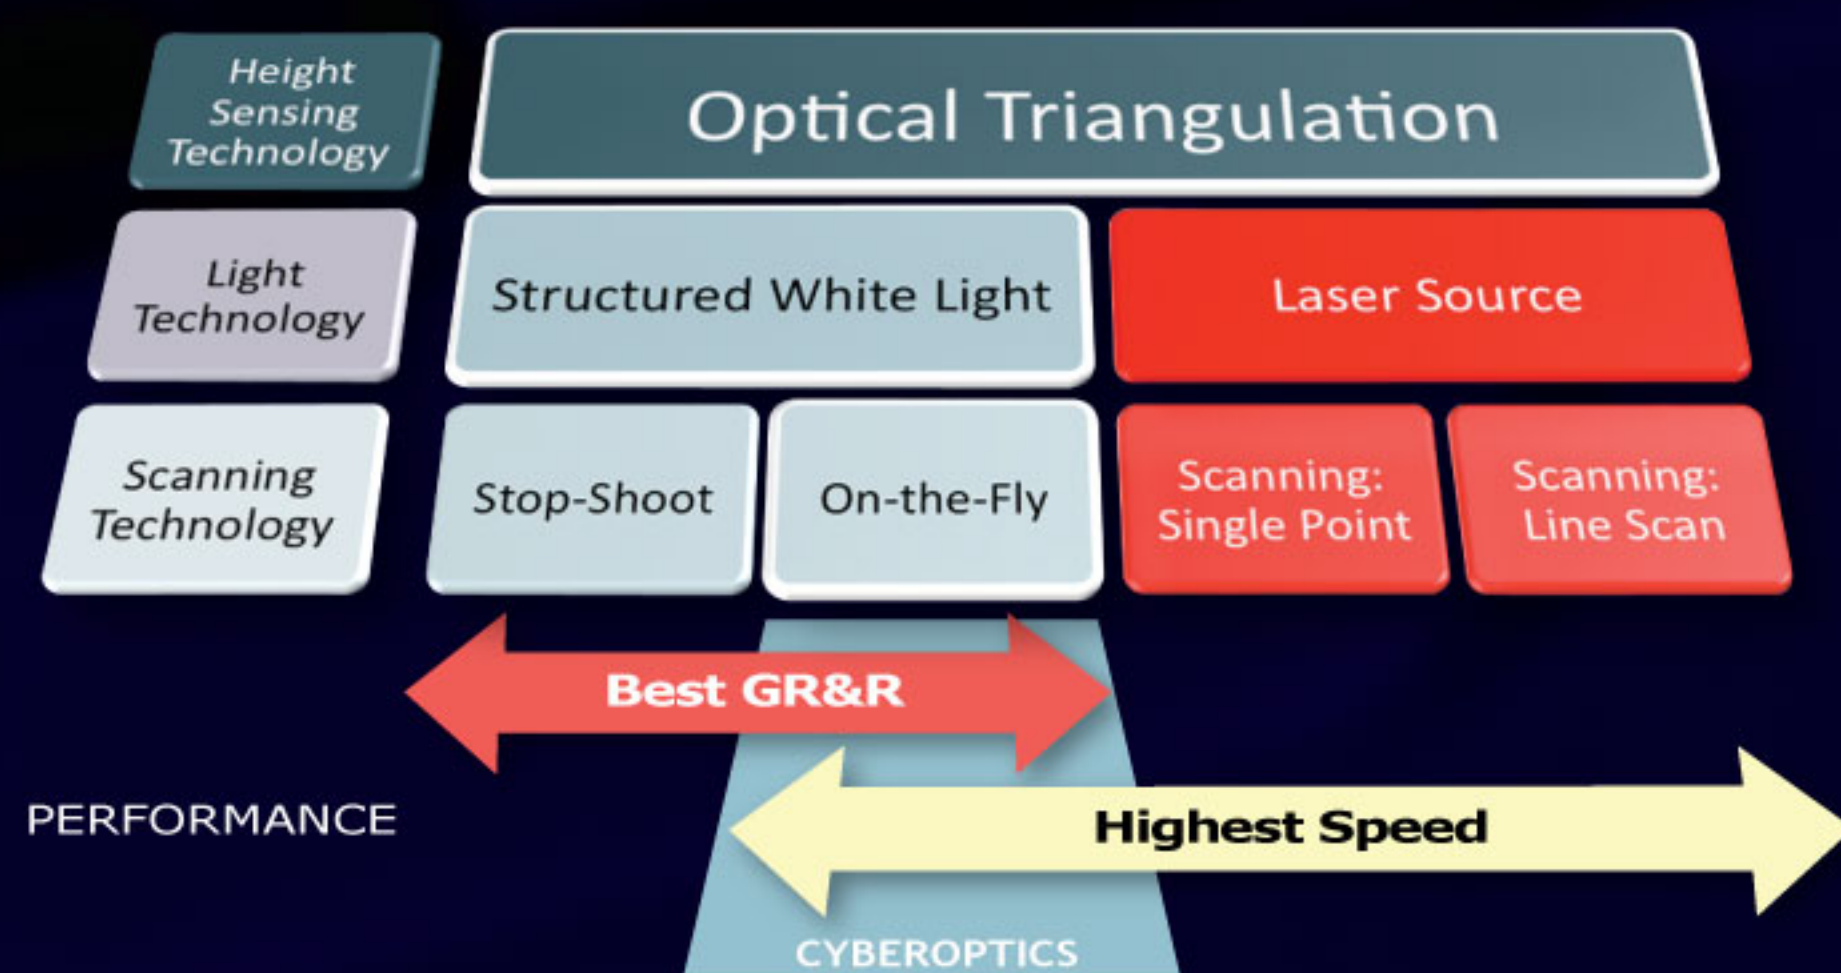 Height
Sensing
Technology
Optical Triangulation
Light
Technology
Structured White Light
Laser Source
Scanning
Technology
Stop-Shoot
On-the-Fly
Scanning:
Single Point
Scanning:
Line Scan
Best GR&R
PERFORMANCE
Highest Speed
CYBEROPTICS